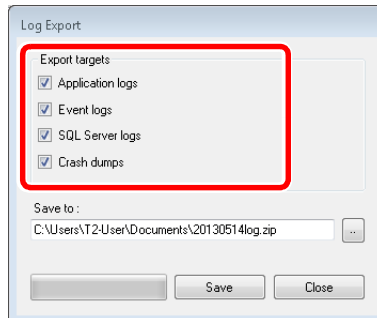 Log Export
Export targets
Application logs
Event logs
SQL Server logs
Crash dumps
Save to :
C:\Users\T2-User\Documents\20130514log.zip
..
Save
Close